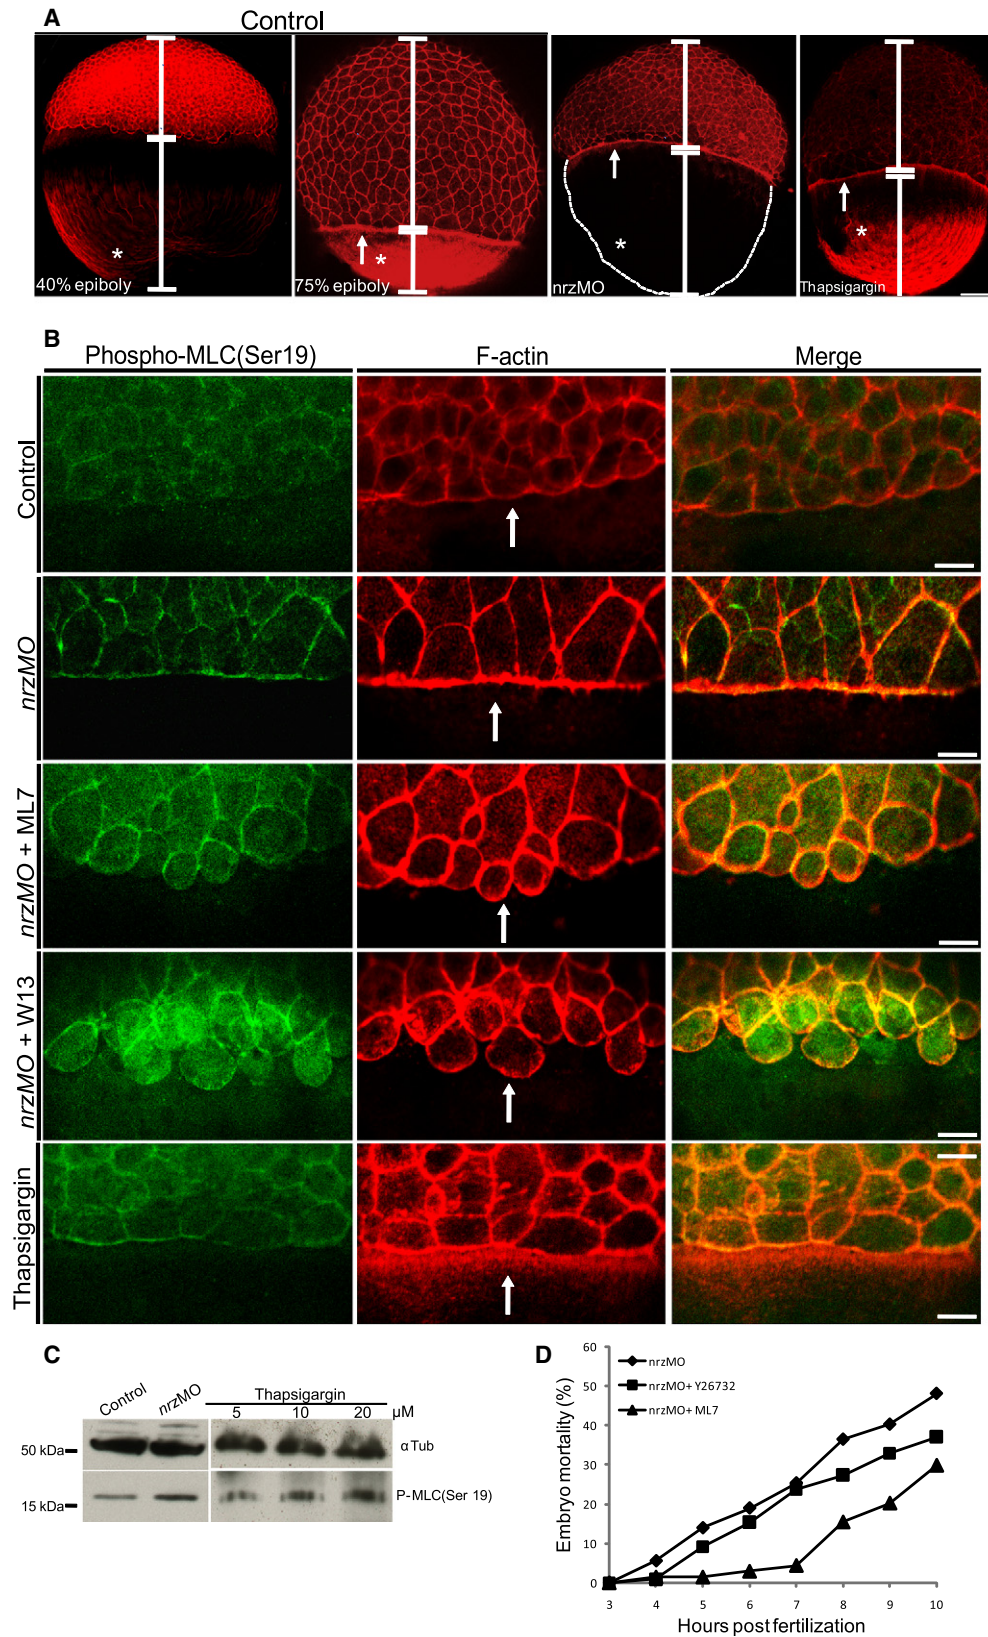 A
Control
40% epiboly
*
75% epiboly
*
nrzMO
*
Thapsigargin
*
B
Phospho-MLC(Ser19)
F-actin
Merge
Control
nrzMO
nrzMO + ML7
nrzMO + W13
Thapsigargin
C
Control
nrzMO
Thapsigargin
5 10 20 µM
50 kDa
α Tub
15 kDa
P-MLC(Ser 19)
D
Embryo mortality (%)
60
50
40
30
20
10
0
nrzMO
nrzMO+ Y26732
nrzMO+ ML7
3 4 5 6 7 8 9 10
Hours post fertilization